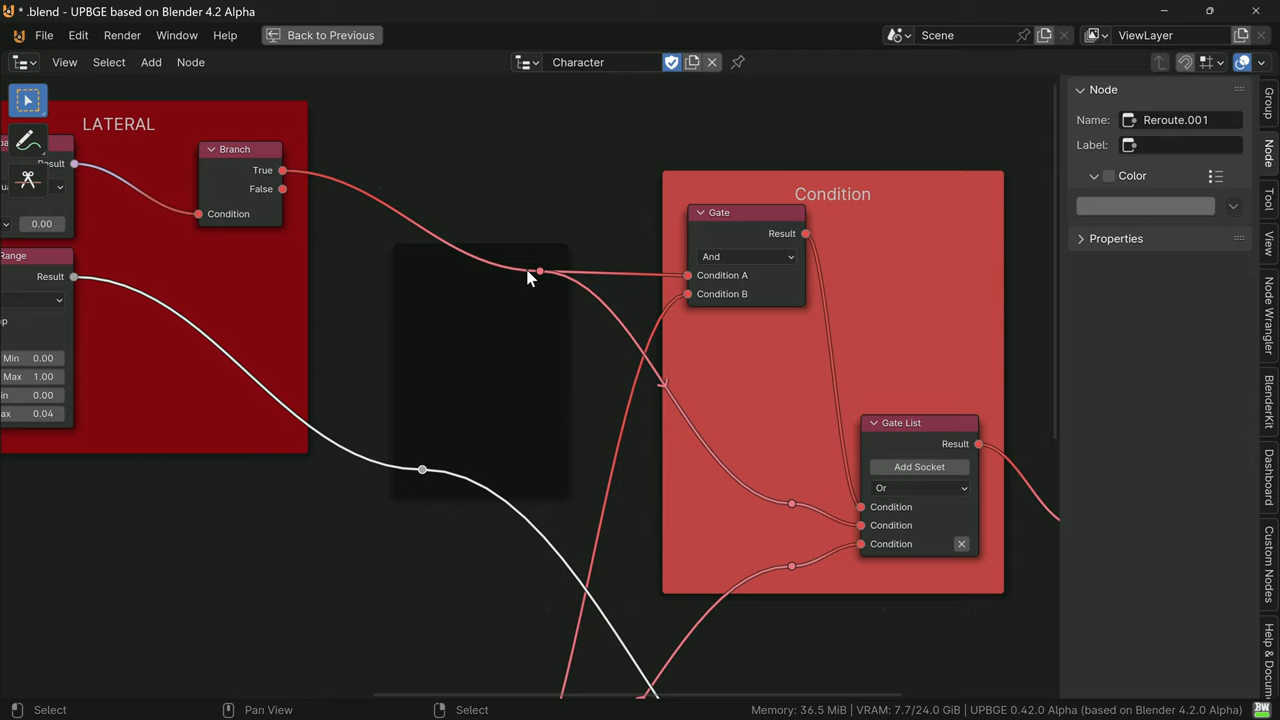 * .blend - UPBGE based on Blender 4.2 Alpha
File Edit Render Window Help Back to Previous Scene ViewLayer
View Select Add Node Character
LATERAL
Result
0.00
Branch
True
False
Condition
Range
Result
Min 0.00
Max 1.00
0.00
0.04
Condition
Gate
Result
And
Condition A
Condition B
Gate List
Result
Add Socket
Or
Condition
Condition
Condition
Node
Name: Reroute.001
Label:
Color
Properties
Group
Node
Tool
View
Node Wrangler
BlenderKit
Dashboard
Custom Nodes
Help & Docume
Select Pan View Select Memory: 36.5 MiB | VRAM: 7.7/24.0 GiB | UPBGE 0.42.0 Alpha (based on Blender 4.2.0 Alpha)